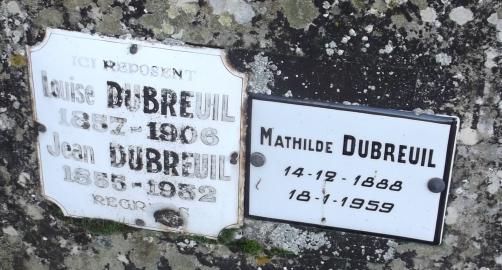 ICI REPOSENT
Louise DUBREUIL
1857-1906
Jean DUBREUIL
1855-1932
REGRETS
Mathilde DUBREUIL
14-12-1888
18-1-1959